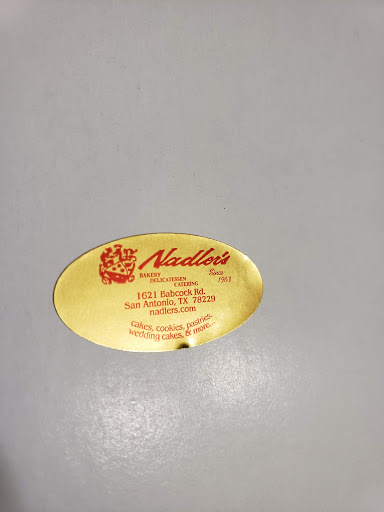 Nadler's
BAKERY
DELICATESSEN
CATERING
Since
1963
1621 Babcock Rd.
San Antonio, TX 78229
nadlers.com
cakes, cookies, pastries,
wedding cakes, & more...